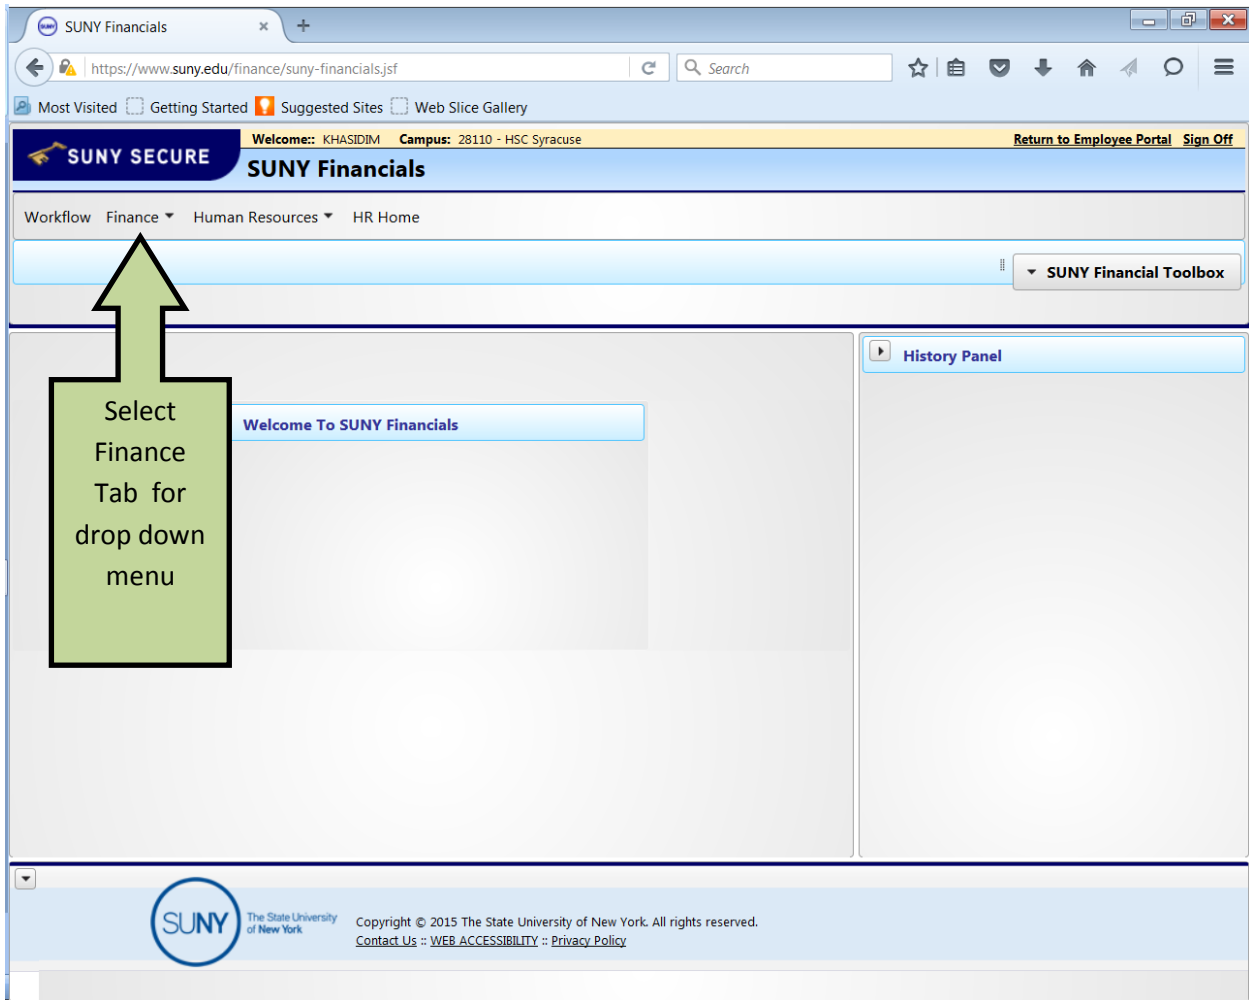 SUNY Financials
https://www.suny.edu/finance/suny-financials.jsf
Search
Most Visited Getting Started Suggested Sites Web Slice Gallery
SUNY SECURE
Welcome:: KHASIDIM Campus: 28110 - HSC Syracuse
Return to Employee Portal Sign Off
SUNY Financials
Workflow Finance Human Resources HR Home
SUNY Financial Toolbox
History Panel
Select
Finance
Tab for
drop down
menu
Welcome To SUNY Financials
SUNY
The State University
of New York
Copyright © 2015 The State University of New York. All rights reserved.
Contact Us :: WEB ACCESSIBILITY :: Privacy Policy